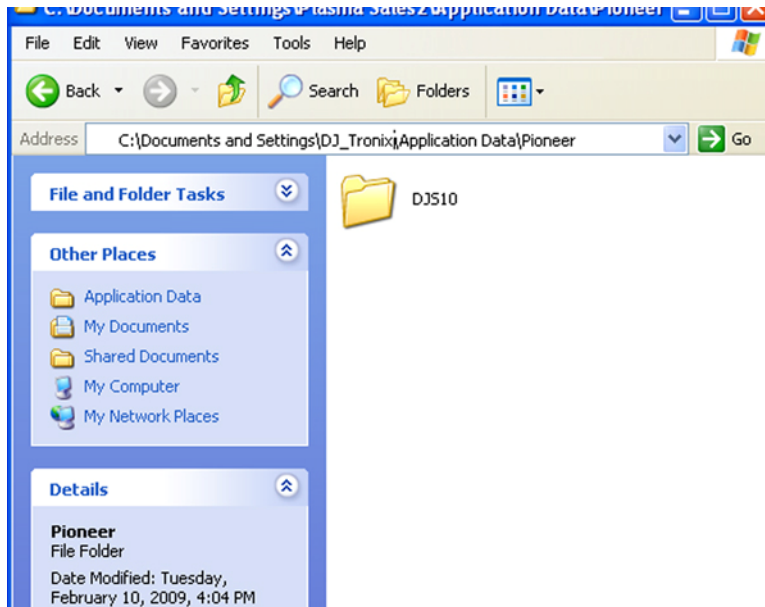 C:\Documents and Settings\Plasma Sales2\Application Data\Pioneer
File Edit View Favorites Tools Help
Back Search Folders
Address C:\Documents and Settings\DJ_Tronix\Application Data\Pioneer Go
File and Folder Tasks
DJS10
Other Places
Application Data
My Documents
Shared Documents
My Computer
My Network Places
Details
Pioneer
File Folder
Date Modified: Tuesday,
February 10, 2009, 4:04 PM